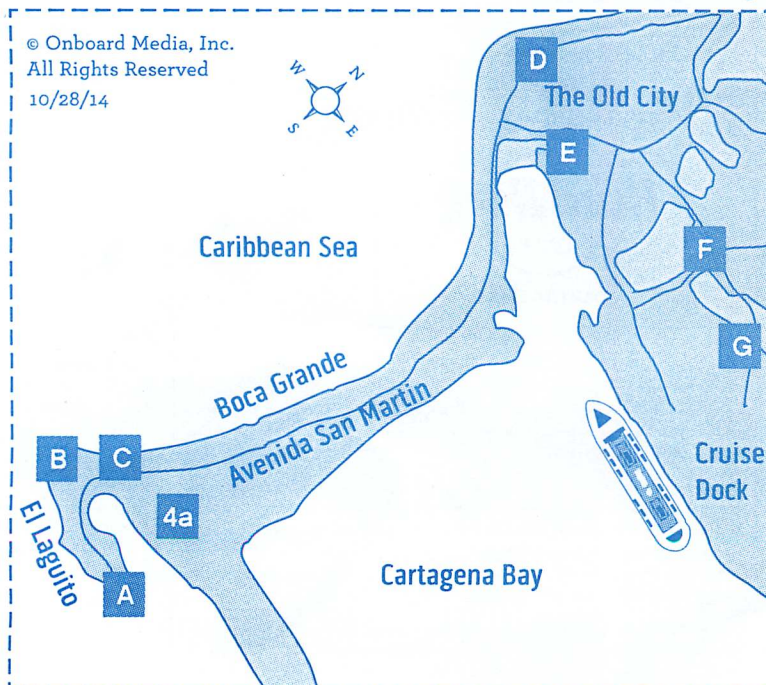 © Onboard Media, Inc.
All Rights Reserved
10/28/14
W
N
S
E
D
The Old City
E
Caribbean Sea
F
G
Boca Grande
Avenida San Martin
B
C
4a
Cruise
Dock
El Laguito
A
Cartagena Bay